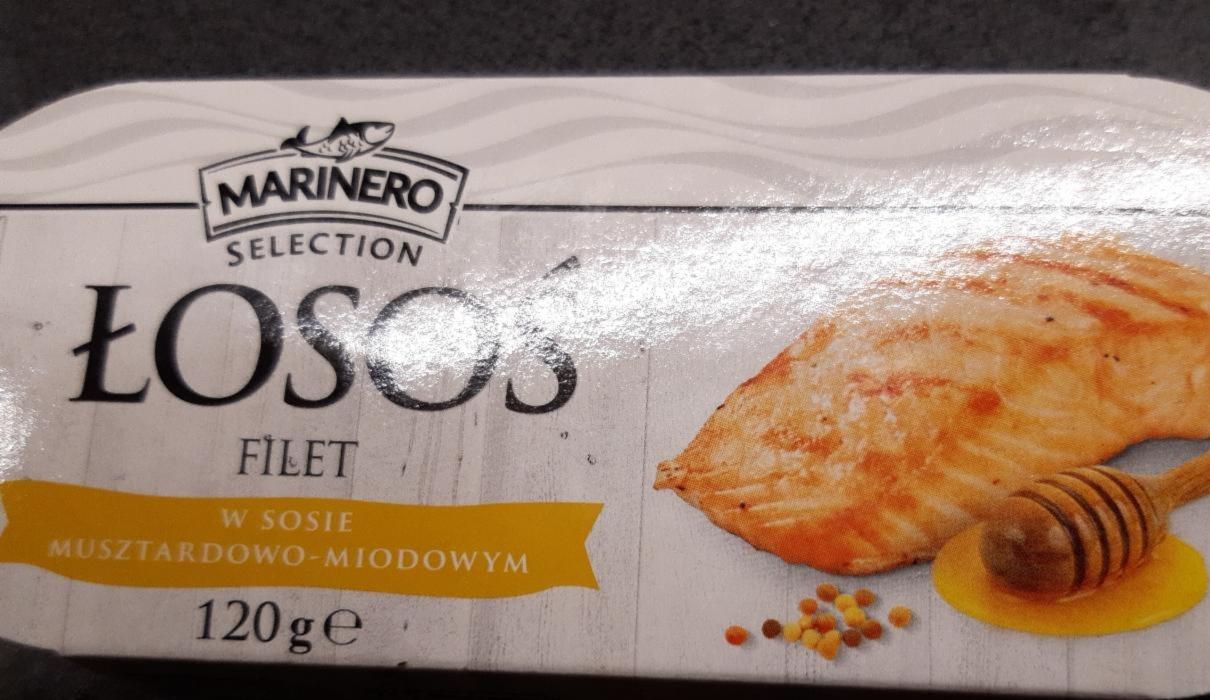 MARINERO
SELECTION
ŁOSOŚ
FILET
W SOSIE
MUSZTARDOWO-MIODOWYM
120g℮